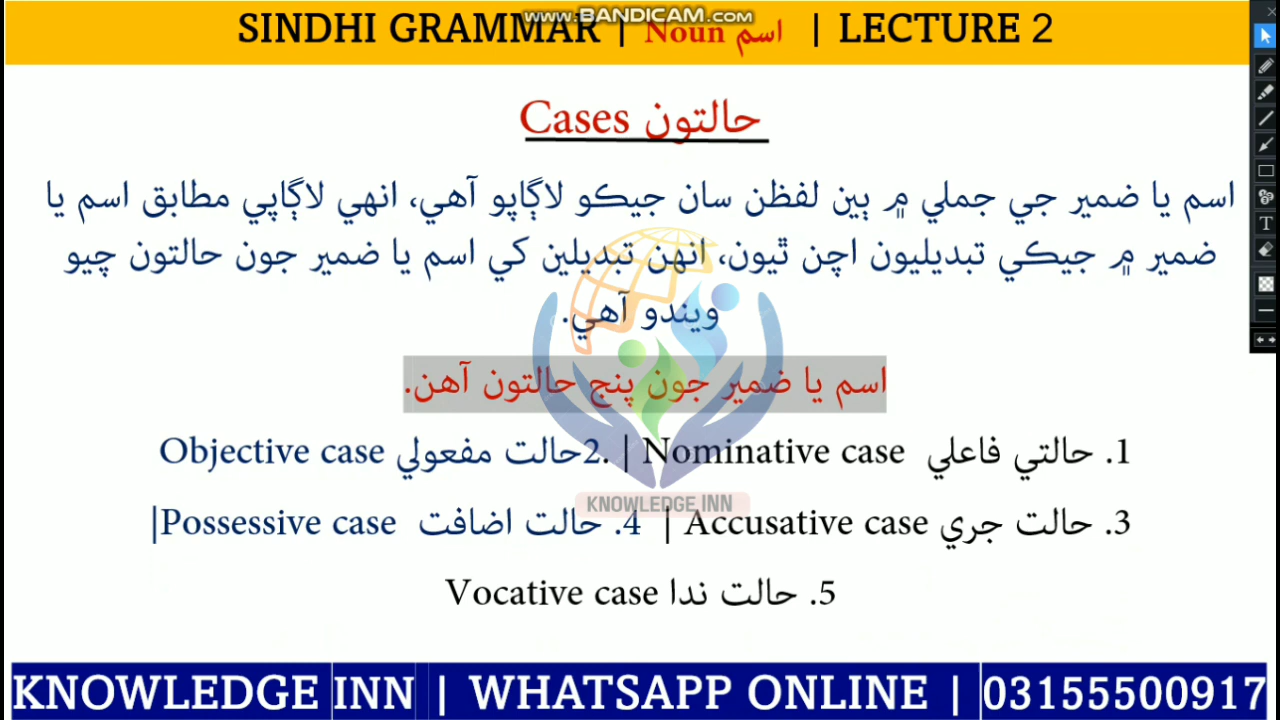 www.BANDICAM.com
SINDHI GRAMMAR | Noun اسم | LECTURE 2
حالتون Cases
اسم يا ضمير جي جملي ۾ ٻين لفظن سان جيڪو لاڳاپو آهي، انهي لاڳاپي مطابق اسم يا
ضمير ۾ جيڪي تبديليون اچن ٿيون، انهن تبديلين کي اسم يا ضمير جون حالتون چيو
ويندو آهي.
اسم يا ضمير جون پنج حالتون آهن.
1. حالتي فاعلي Nominative case | .2حالت مفعولي Objective case
3. حالت جري Accusative case | 4. حالت اضافت Possessive case|
5. حالت ندا Vocative case
KNOWLEDGE INN
KNOWLEDGE INN | WHATSAPP ONLINE | 03155500917